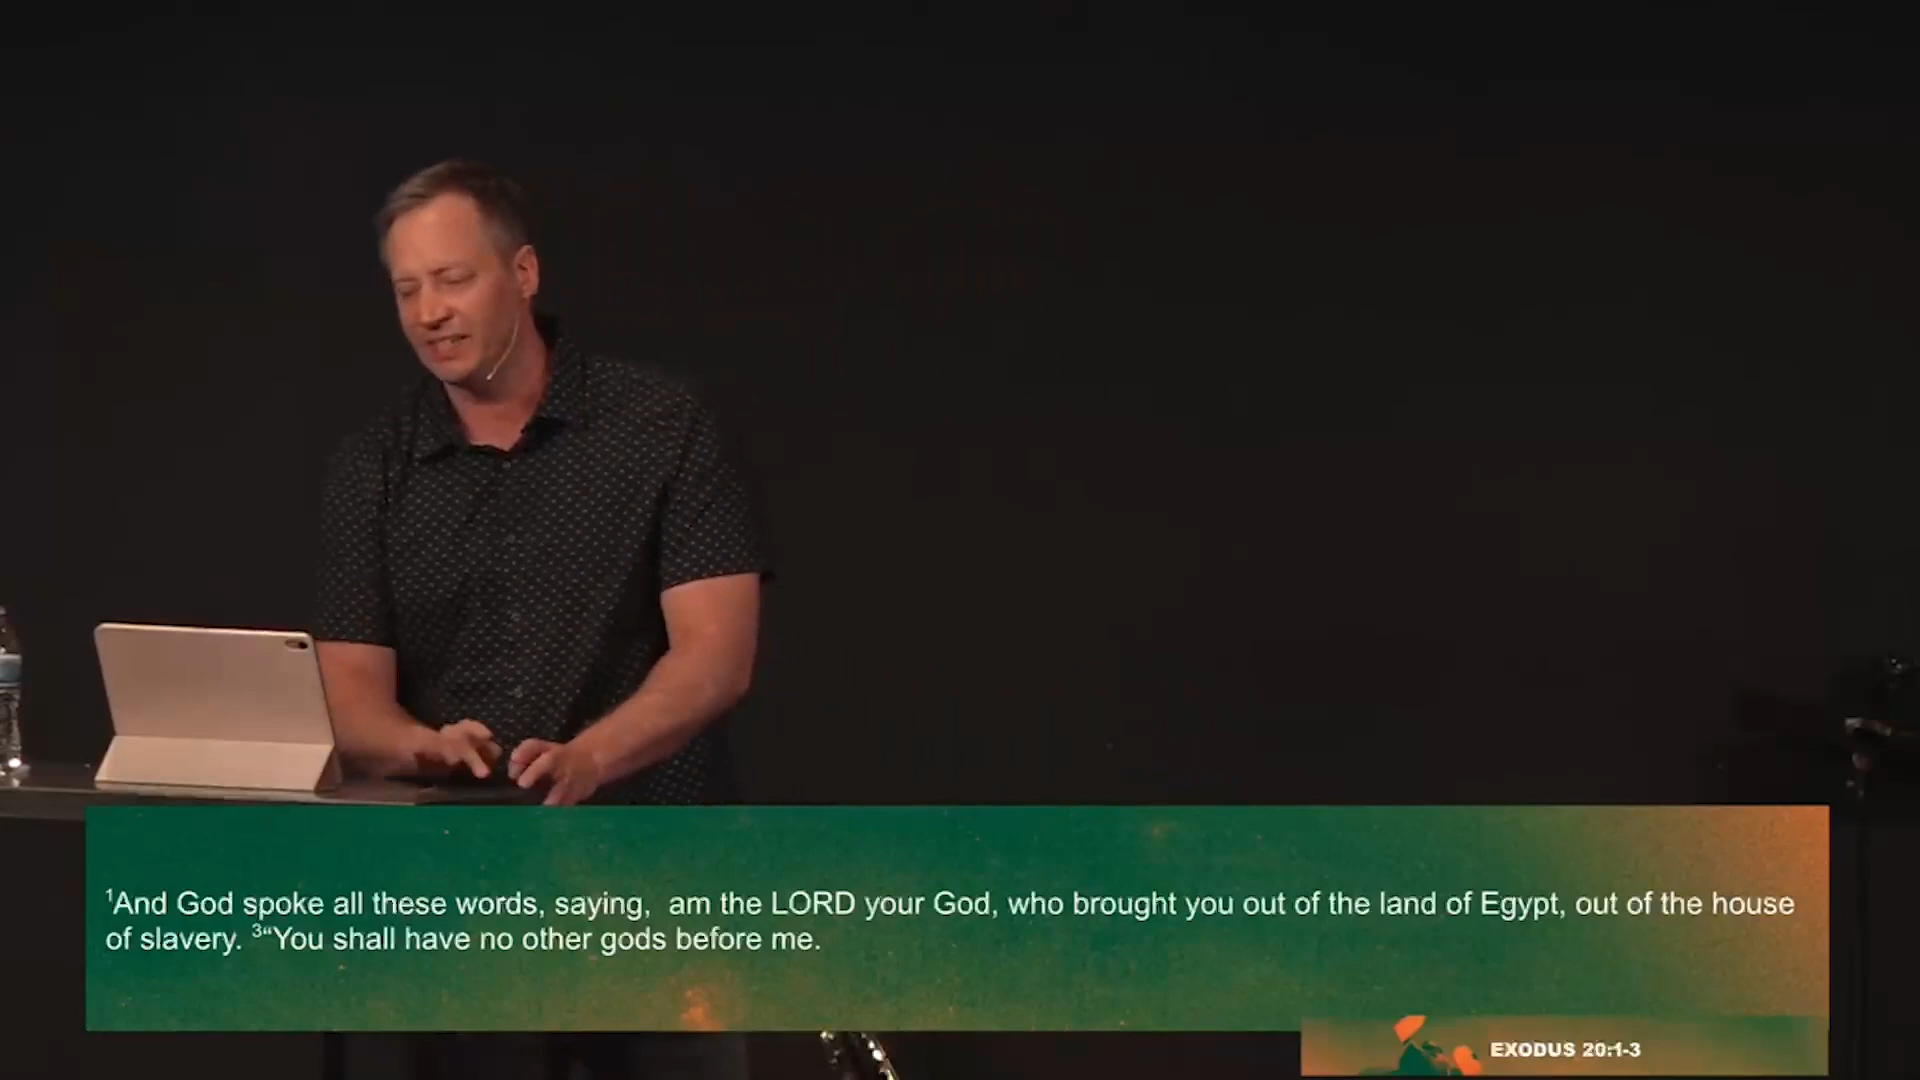 ¹And God spoke all these words, saying,  am the LORD your God, who brought you out of the land of Egypt, out of the house
of slavery. ³“You shall have no other gods before me.
EXODUS 20:1-3